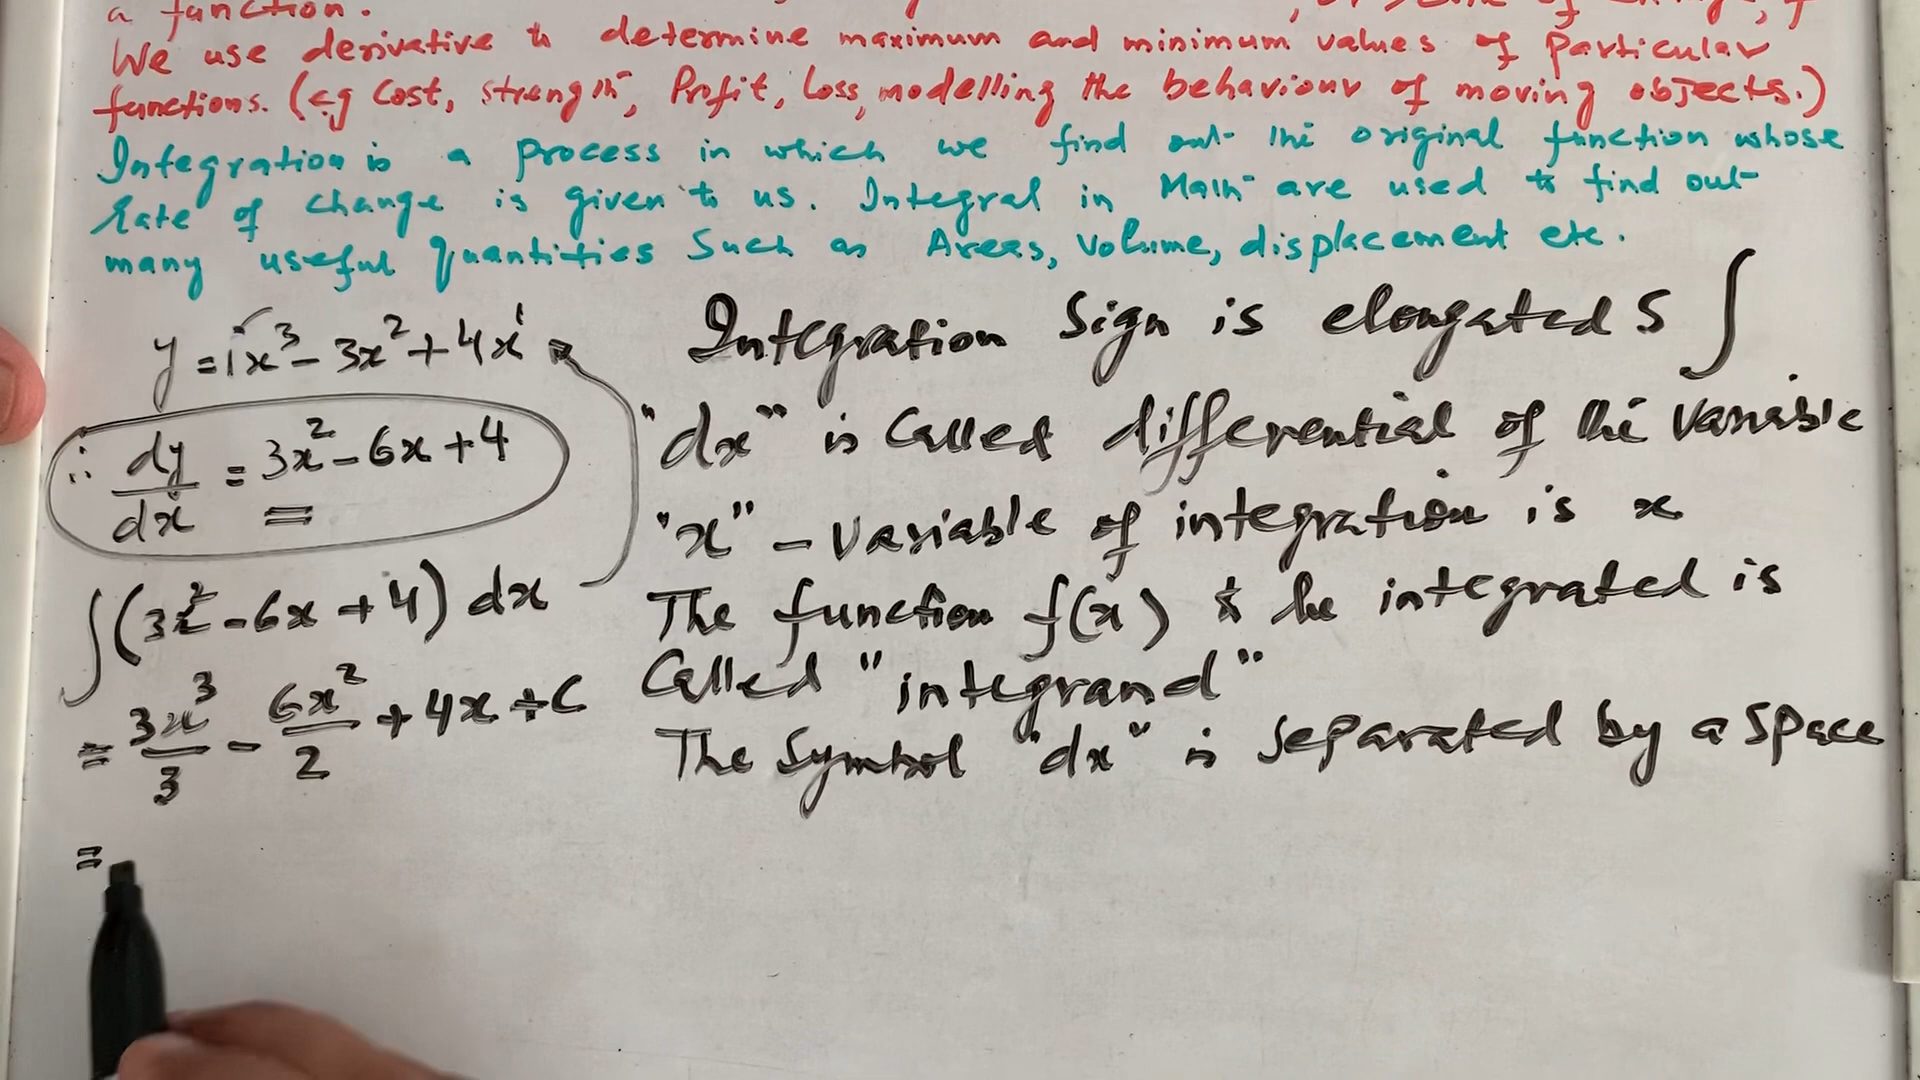 a function.
We use derivative to determine maximum and minimum values of particular
functions. (eg Cost, strength, Profit, Loss, modelling the behaviour of moving objects.)
Integration is a process in which we find out the original function whose
rate of change is given to us. Integral in Math are used to find out
many useful quantities such as Areas, Volume, displacement etc.
y = 1x³ - 3x² + 4x¹
∴ dy/dx = 3x² - 6x + 4
∫(3x² - 6x + 4) dx
= 3x³/3 - 6x²/2 + 4x + C
=
Integration Sign is elongated S ∫
"dx" is Called differential of the variable
"x" - variable of integration is x
The function f(x) to be integrated is
Called "integrand"
The Symbol "dx" is separated by a space